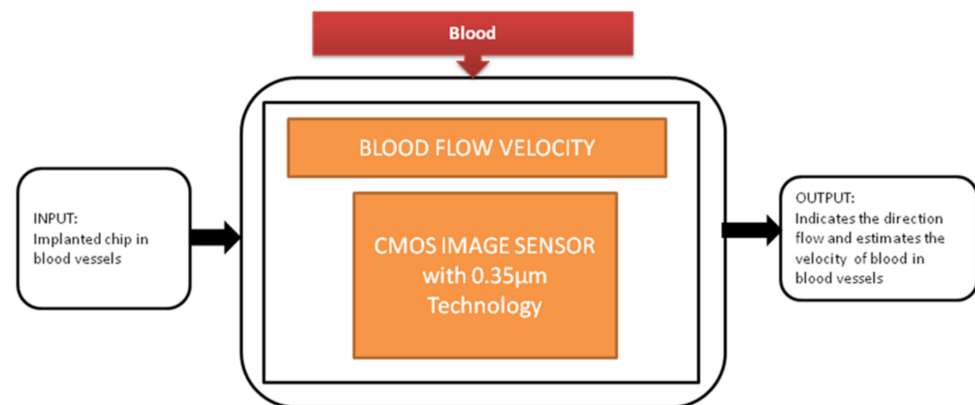 Blood
BLOOD FLOW VELOCITY
INPUT:
Implanted chip in
blood vessels
CMOS IMAGE SENSOR
with 0.35µm
Technology
OUTPUT:
Indicates the direction
flow and estimates the
velocity of blood in
blood vessels